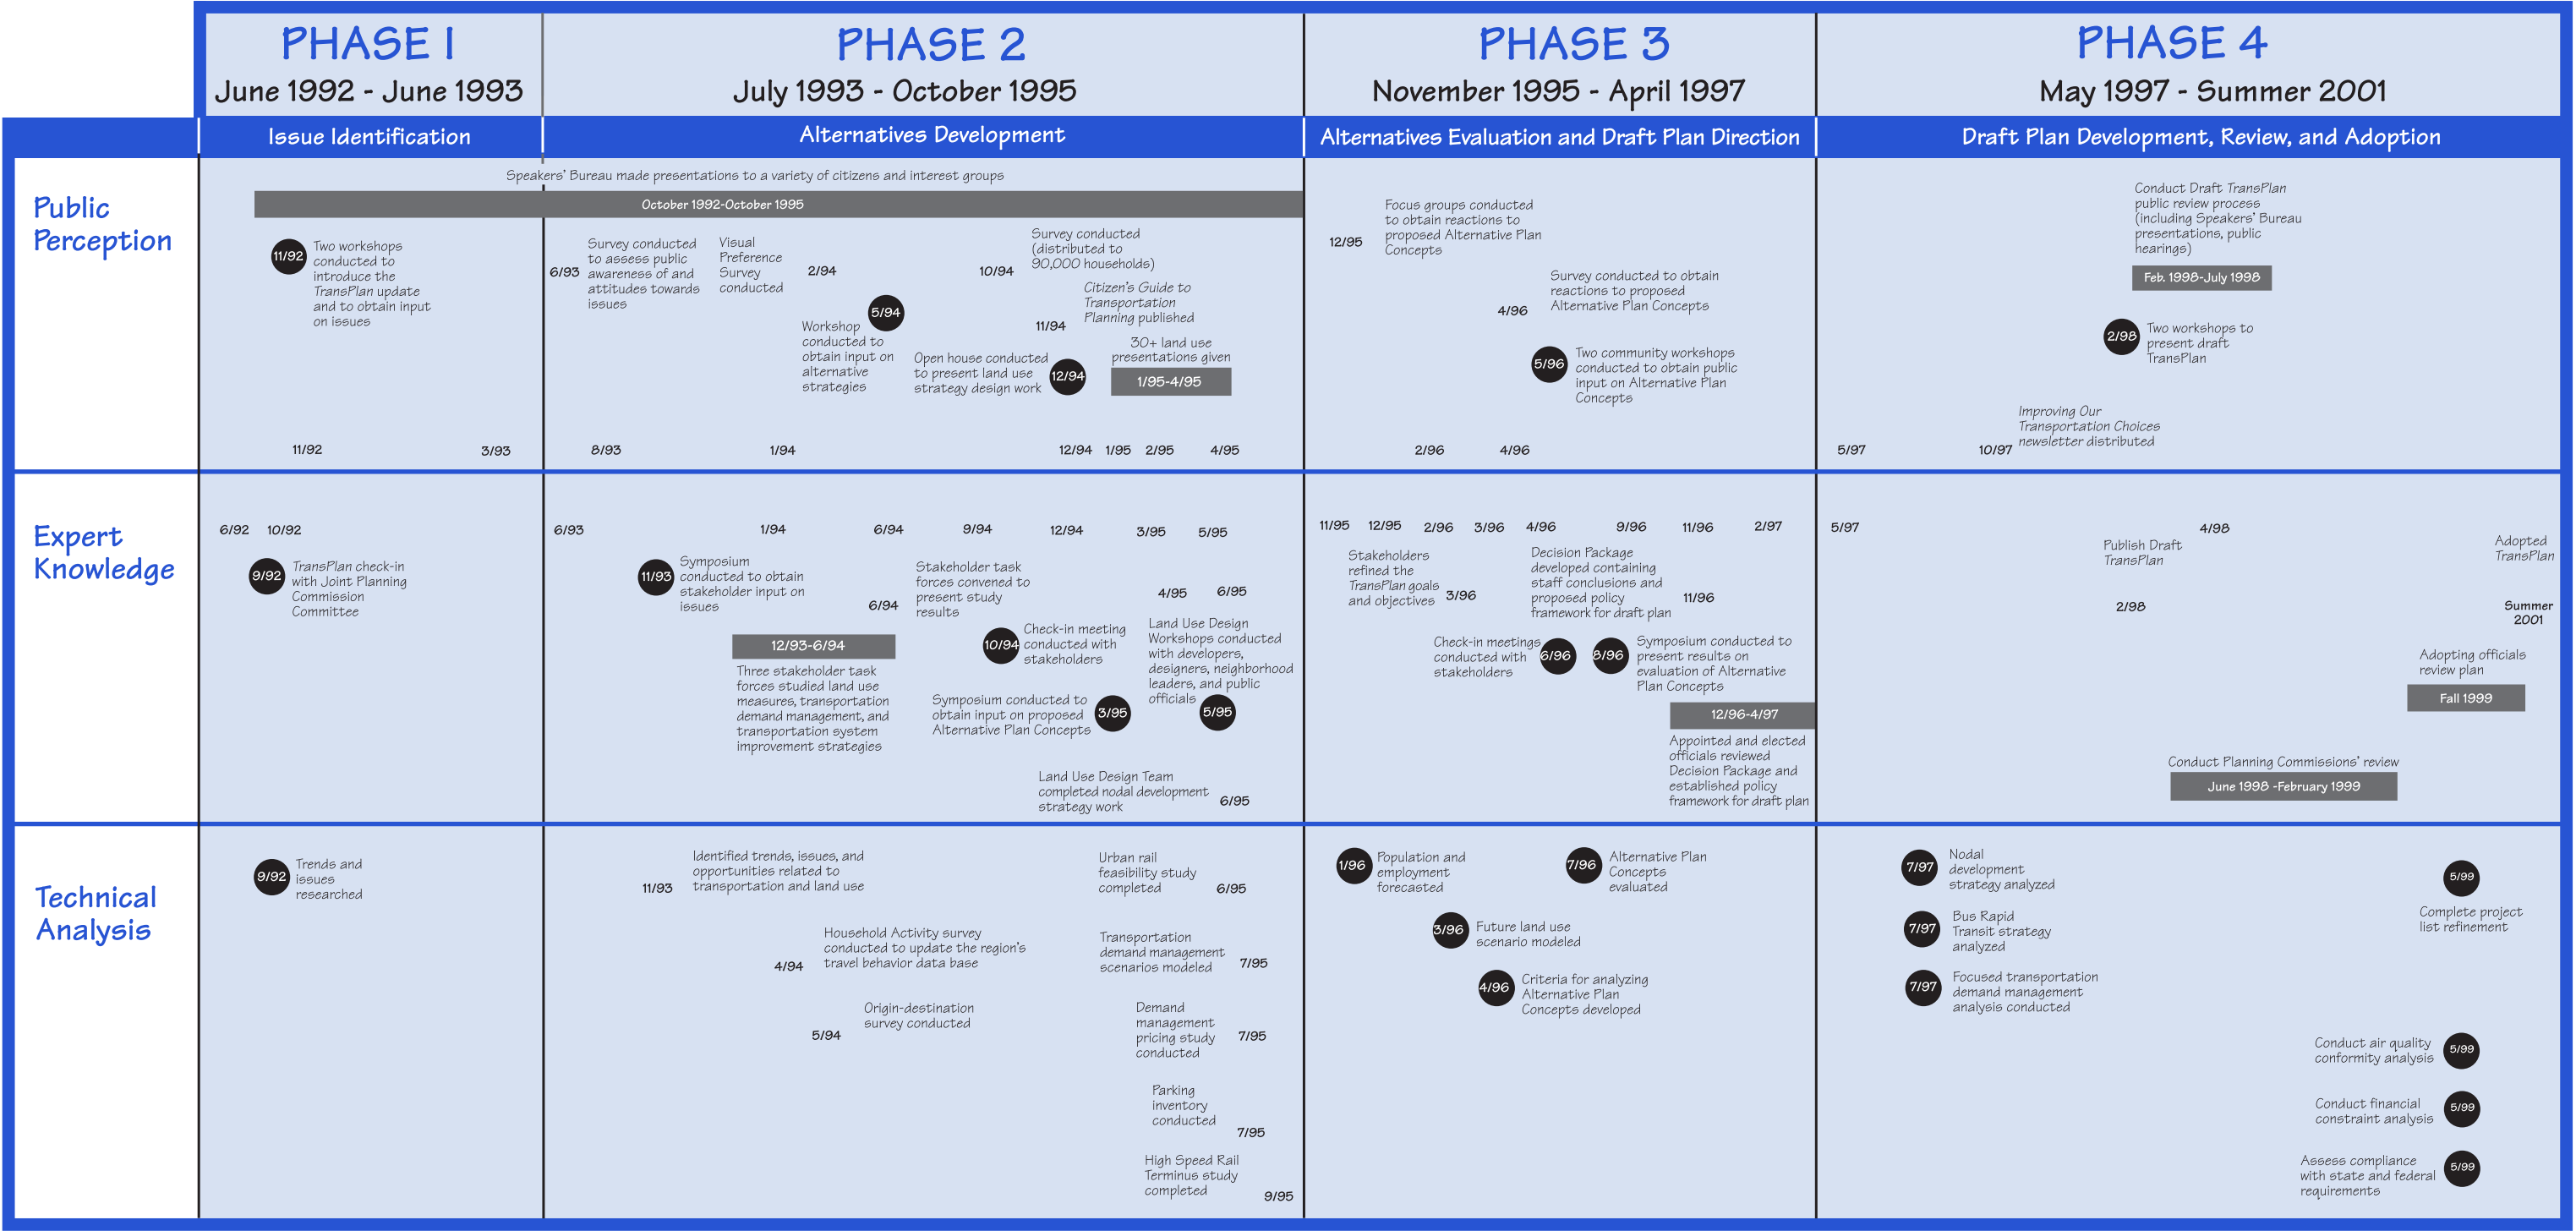 PHASE 1
June 1992 - June 1993
PHASE 2
July 1993 - October 1995
PHASE 3
November 1995 - April 1997
PHASE 4
May 1997 - Summer 2001
Issue Identification
Alternatives Development
Alternatives Evaluation and Draft Plan Direction
Draft Plan Development, Review, and Adoption
Public
Perception
Speakers' Bureau made presentations to a variety of citizens and interest groups
October 1992-October 1995
11/92
Two workshops
conducted to
introduce the
TransPlan update
and to obtain input
on issues
11/92
3/93
6/93
Survey conducted
to assess public
awareness of and
attitudes towards
issues
Visual
Preference
Survey
conducted
2/94
5/94
Workshop
conducted to
obtain input on
alternative
strategies
10/94
Survey conducted
(distributed to
90,000 households)
Citizen's Guide to
Transportation
Planning published
11/94
Open house conducted
to present land use
strategy design work
12/94
30+ land use
presentations given
1/95-4/95
8/93
1/94
12/94
1/95
2/95
4/95
12/95
Focus groups conducted
to obtain reactions to
proposed Alternative Plan
Concepts
4/96
Survey conducted to obtain
reactions to proposed
Alternative Plan Concepts
5/96
Two community workshops
conducted to obtain public
input on Alternative Plan
Concepts
2/96
4/96
Conduct Draft TransPlan
public review process
(including Speakers' Bureau
presentations, public
hearings)
Feb. 1998-July 1998
2/98
Two workshops to
present draft
TransPlan
Improving Our
Transportation Choices
newsletter distributed
5/97
10/97
Expert
Knowledge
6/92
10/92
9/92
TransPlan check-in
with Joint Planning
Commission
Committee
6/93
1/94
6/94
9/94
12/94
3/95
5/95
11/93
Symposium
conducted to obtain
stakeholder input on
issues
6/94
Stakeholder task
forces convened to
present study
results
12/93-6/94
Three stakeholder task
forces studied land use
measures, transportation
demand management, and
transportation system
improvement strategies
10/94
Check-in meeting
conducted with
stakeholders
4/95
6/95
Land Use Design
Workshops conducted
with developers,
designers, neighborhood
leaders, and public
officials
5/95
Symposium conducted to
obtain input on proposed
Alternative Plan Concepts
3/95
Land Use Design Team
completed nodal development
strategy work
6/95
11/95
12/95
2/96
3/96
4/96
9/96
11/96
2/97
Stakeholders
refined the
TransPlan goals
and objectives
3/96
Decision Package
developed containing
staff conclusions and
proposed policy
framework for draft plan
11/96
Check-in meetings
conducted with
stakeholders
6/96
8/96
Symposium conducted to
present results on
evaluation of Alternative
Plan Concepts
12/96-4/97
Appointed and elected
officials reviewed
Decision Package and
established policy
framework for draft plan
5/97
4/98
Publish Draft
TransPlan
2/98
Adopted
TransPlan
Summer
2001
Adopting officials
review plan
Fall 1999
Conduct Planning Commissions' review
June 1998 -February 1999
Technical
Analysis
9/92
Trends and
issues
researched
11/93
Identified trends, issues, and
opportunities related to
transportation and land use
4/94
Household Activity survey
conducted to update the region's
travel behavior data base
5/94
Origin-destination
survey conducted
Urban rail
feasibility study
completed
6/95
Transportation
demand management
scenarios modeled
7/95
Demand
management
pricing study
conducted
7/95
Parking
inventory
conducted
7/95
High Speed Rail
Terminus study
completed
9/95
1/96
Population and
employment
forecasted
7/96
Alternative Plan
Concepts
evaluated
3/96
Future land use
scenario modeled
4/96
Criteria for analyzing
Alternative Plan
Concepts developed
7/97
Nodal
development
strategy analyzed
7/97
Bus Rapid
Transit strategy
analyzed
7/97
Focused transportation
demand management
analysis conducted
5/99
Complete project
list refinement
Conduct air quality
conformity analysis
5/99
Conduct financial
constraint analysis
5/99
Assess compliance
with state and federal
requirements
5/99